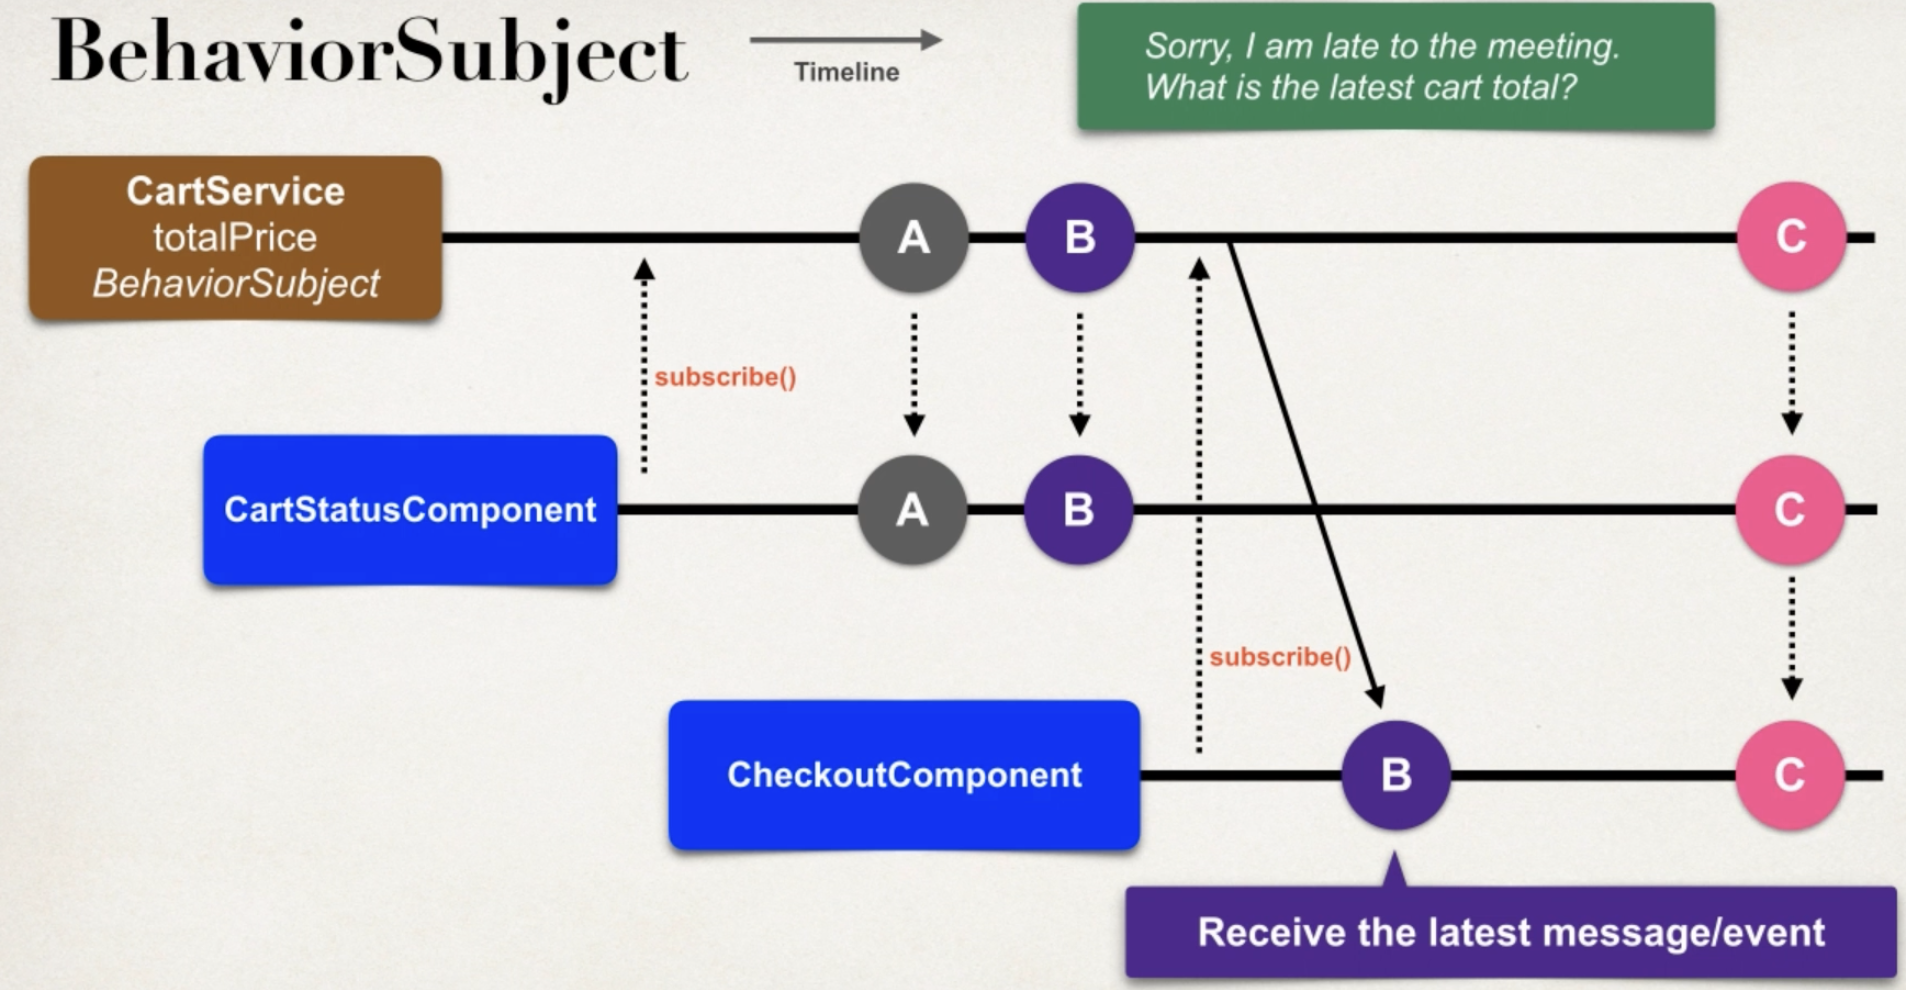 BehaviorSubject
Timeline
Sorry, I am late to the meeting.
What is the latest cart total?
CartService
totalPrice
BehaviorSubject
A
B
C
subscribe()
CartStatusComponent
A
B
C
subscribe()
CheckoutComponent
B
C
Receive the latest message/event